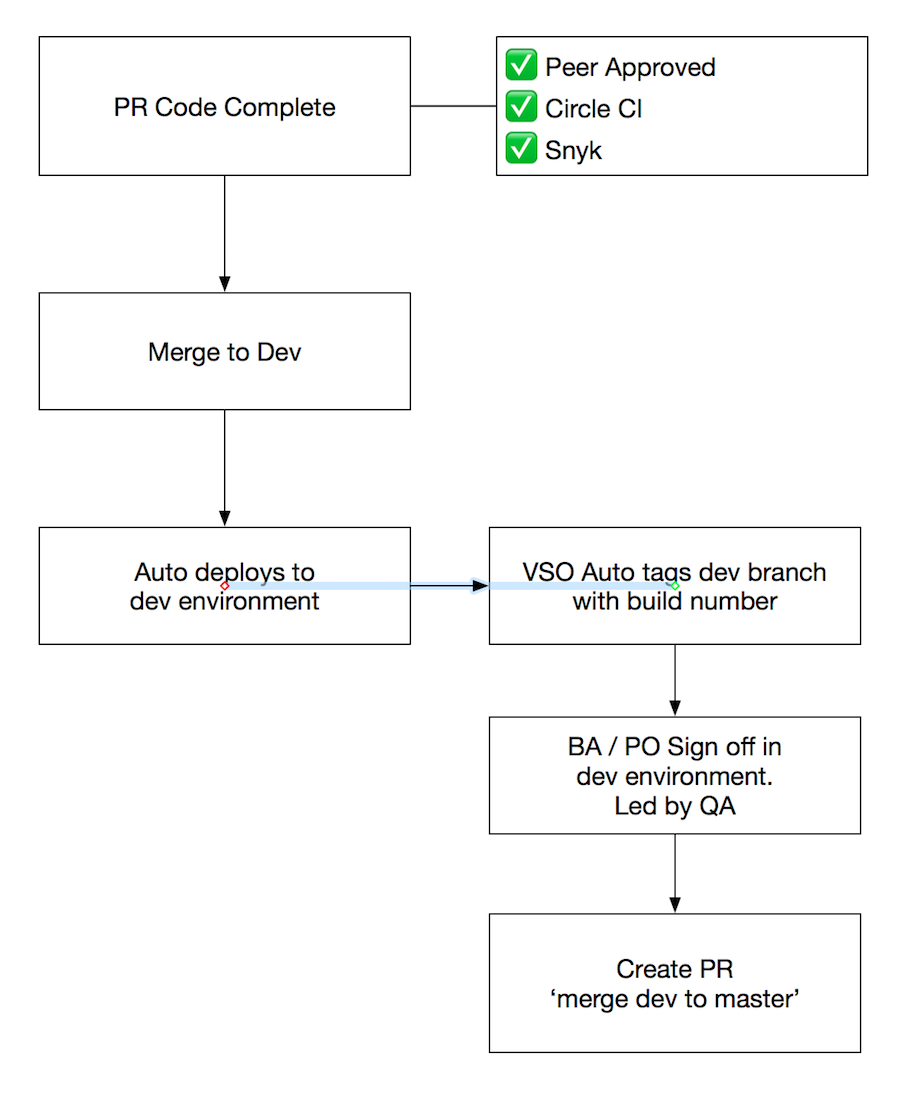 PR Code Complete
✅ Peer Approved
✅ Circle CI
✅ Snyk
Merge to Dev
Auto deploys to
dev environment
VSO Auto tags dev branch
with build number
BA / PO Sign off in
dev environment.
Led by QA
Create PR
‘merge dev to master’